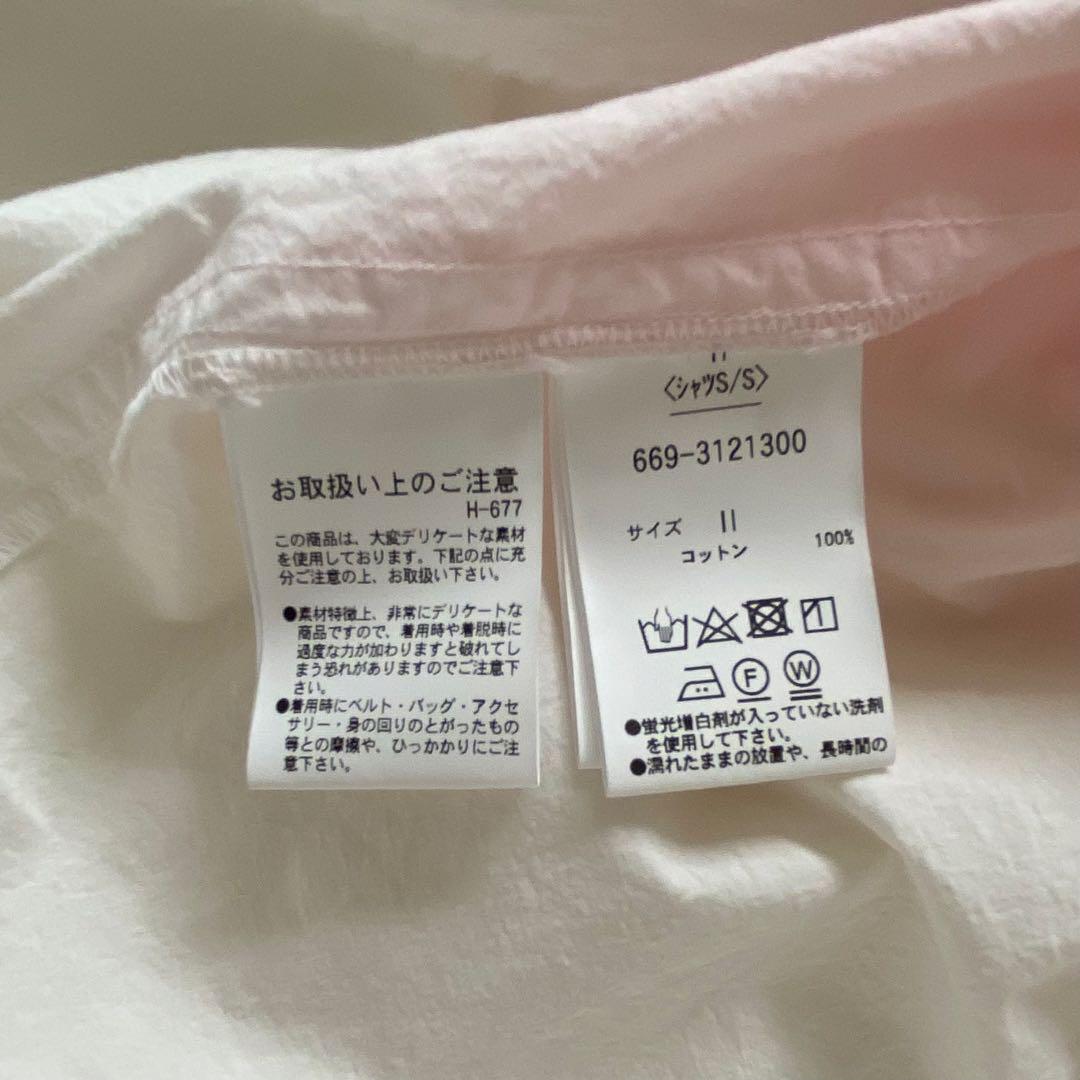 お取扱い上のご注意
H-677
この商品は、大変デリケートな素材
を使用しております。下記の点に充
分ご注意の上、お取扱い下さい。
●素材特徴上、非常にデリケートな
商品ですので、着用時や着脱時に
過度な力が加わりますと破れてし
まう恐れがありますのでご注意下
さい。
●着用時にベルト・バッグ・アクセ
サリー・身の回りのとがったもの
等との摩擦や、ひっかかりにご注
意下さい。
〈シャツS/S〉
669-3121300
サイズ II
コットン 100%
F W
●蛍光増白剤が入っていない洗剤
を使用して下さい。
●濡れたままの放置や、長時間の